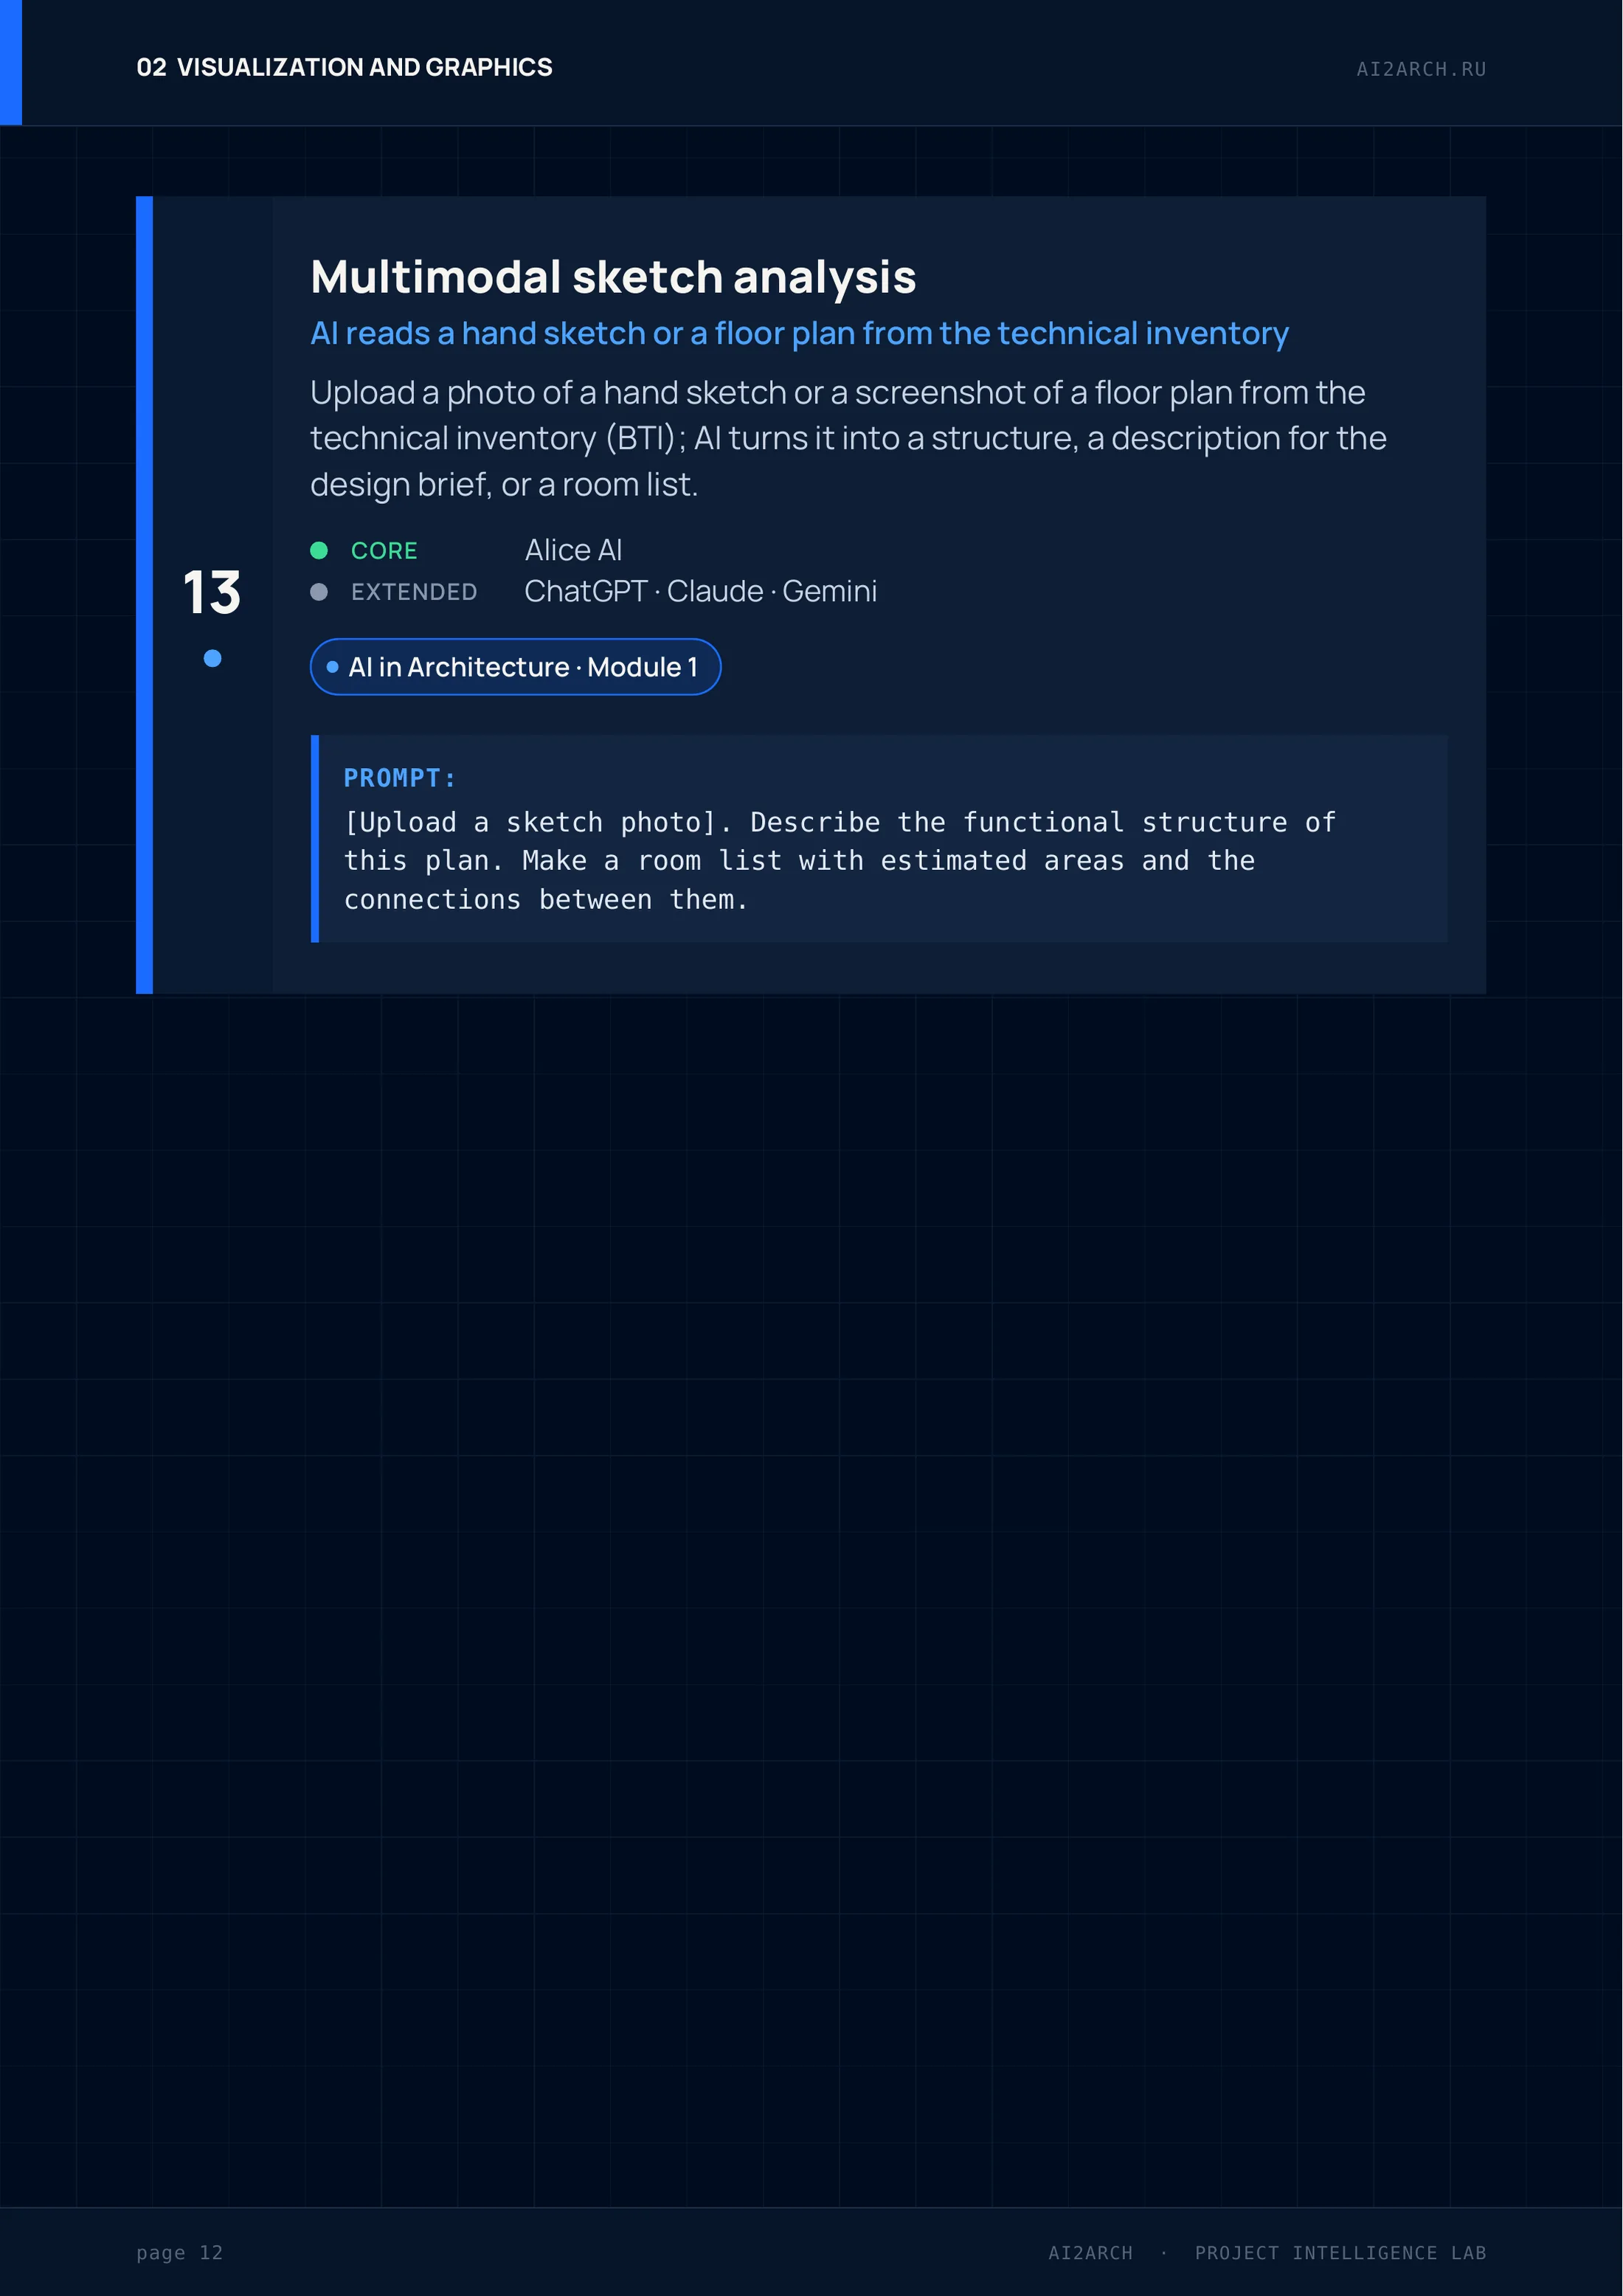 02 VISUALIZATION AND GRAPHICS
AI2ARCH.RU
Multimodal sketch analysis
AI reads a hand sketch or a floor plan from the technical inventory
Upload a photo of a hand sketch or a screenshot of a floor plan from the
technical inventory (BTI); AI turns it into a structure, a description for the
design brief, or a room list.
CORE Alice AI
13
EXTENDED ChatGPT · Claude · Gemini
AI in Architecture · Module 1
PROMPT:
[Upload a sketch photo]. Describe the functional structure of
this plan. Make a room list with estimated areas and the
connections between them.
page 12
AI2ARCH · PROJECT INTELLIGENCE LAB